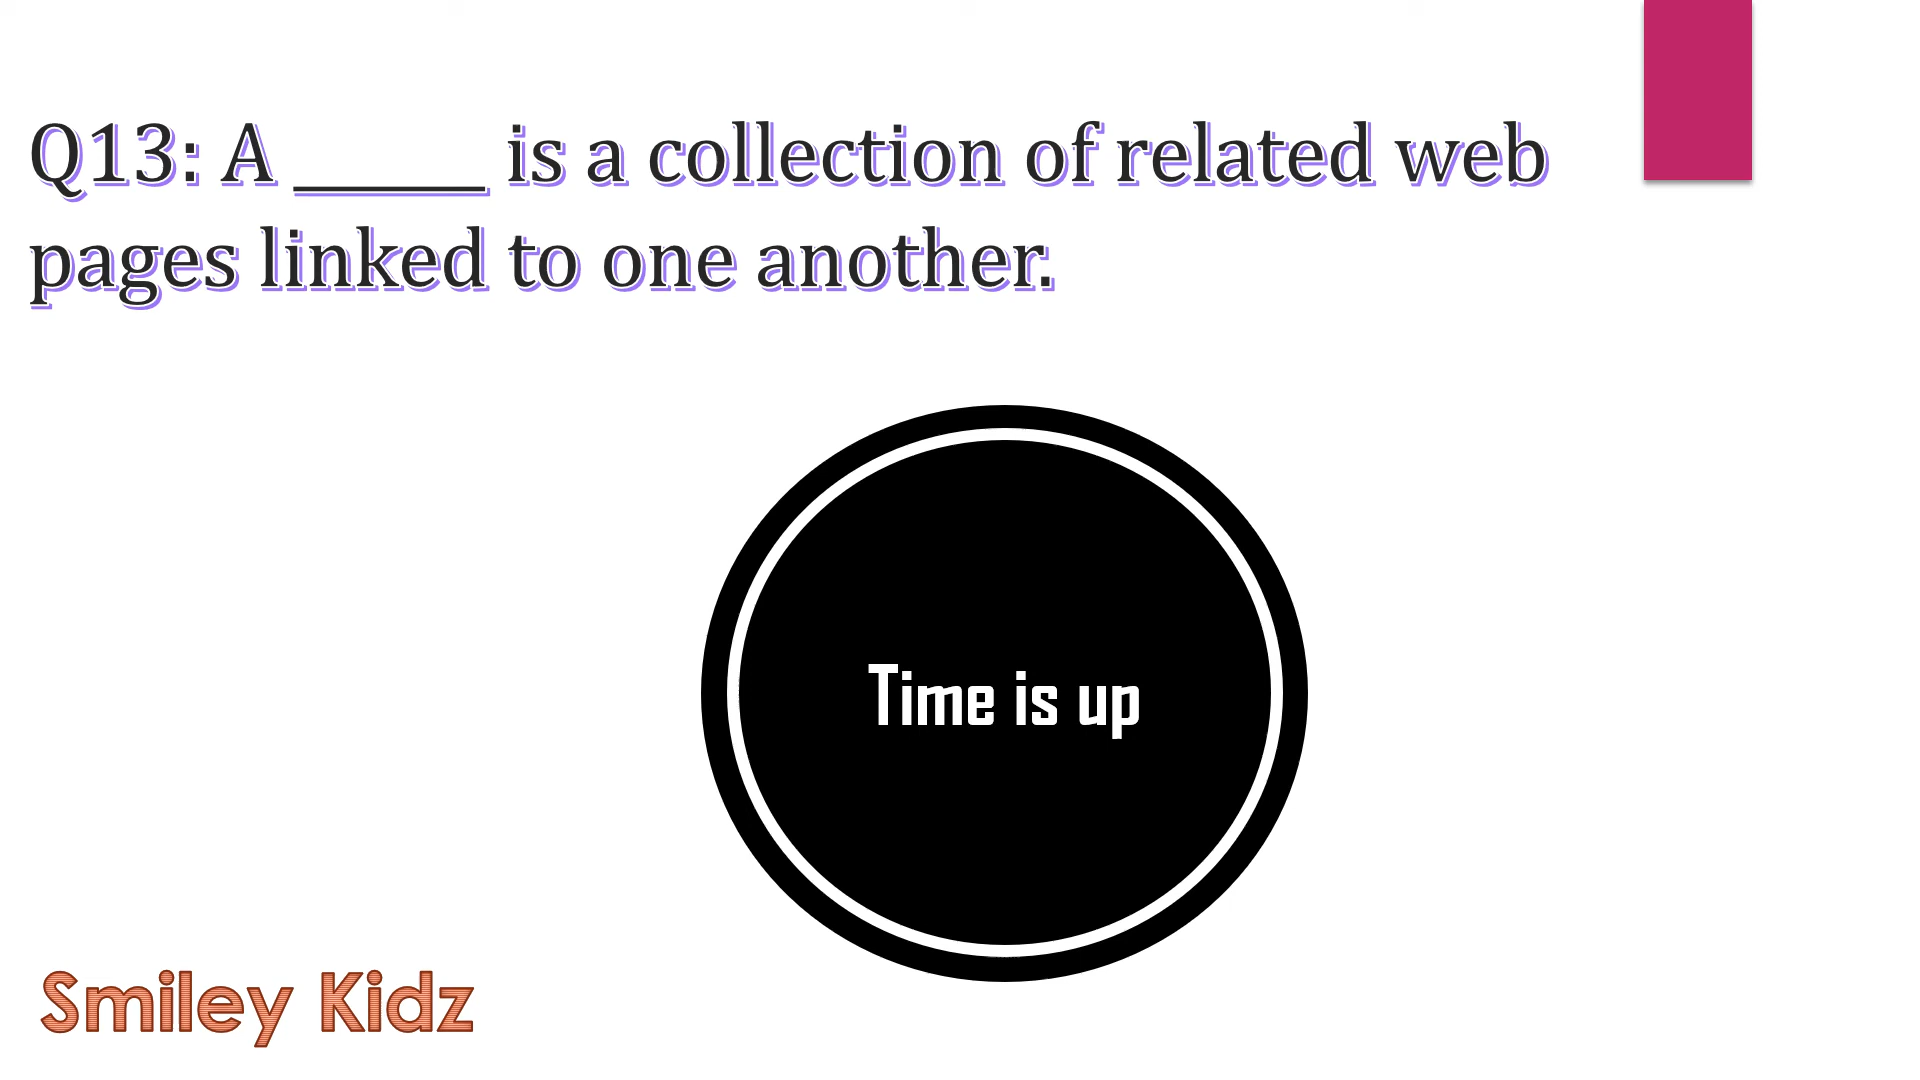 Q13: A _____ is a collection of related web
pages linked to one another.
Time is up
Smiley Kidz